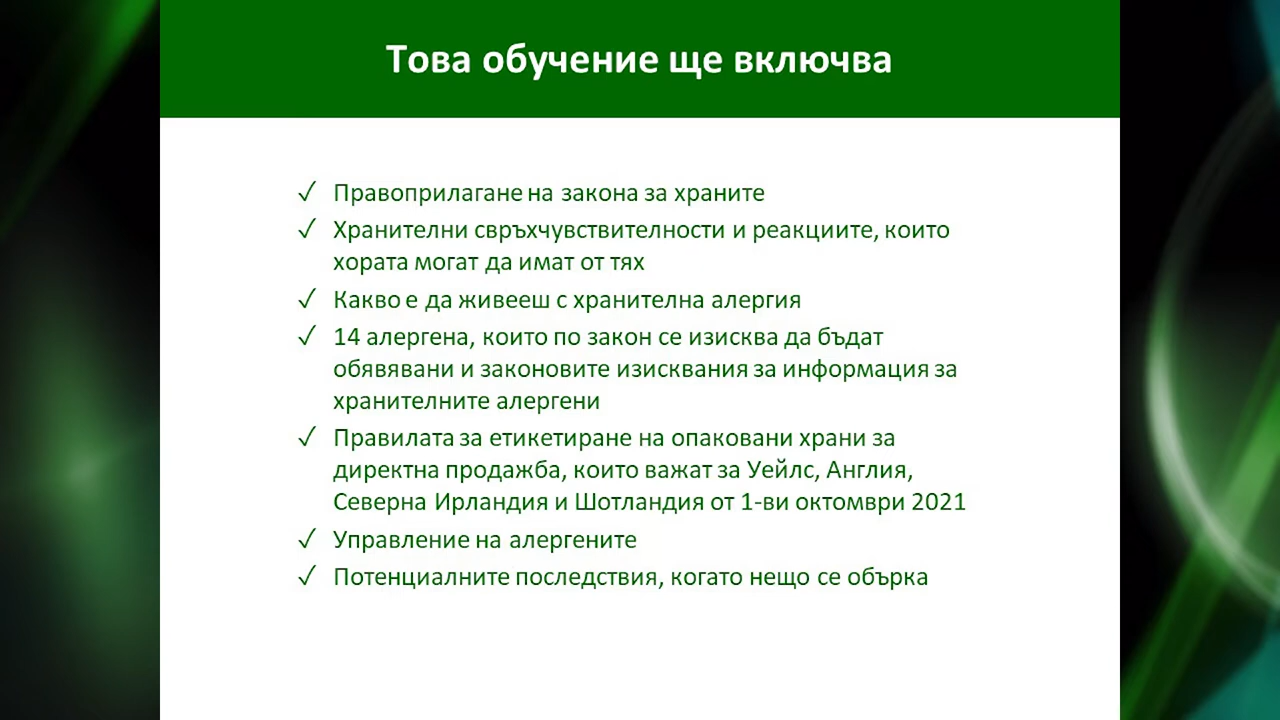 Това обучение ще включва
✓ Правоприлагане на закона за храните
✓ Хранителни свръхчувствителности и реакциите, които
хората могат да имат от тях
✓ Какво е да живееш с хранителна алергия
✓ 14 алергена, които по закон се изисква да бъдат
обявявани и законовите изисквания за информация за
хранителните алергени
✓ Правилата за етикетиране на опаковани храни за
директна продажба, които важат за Уейлс, Англия,
Северна Ирландия и Шотландия от 1-ви октомври 2021
✓ Управление на алергените
✓ Потенциалните последствия, когато нещо се обърка